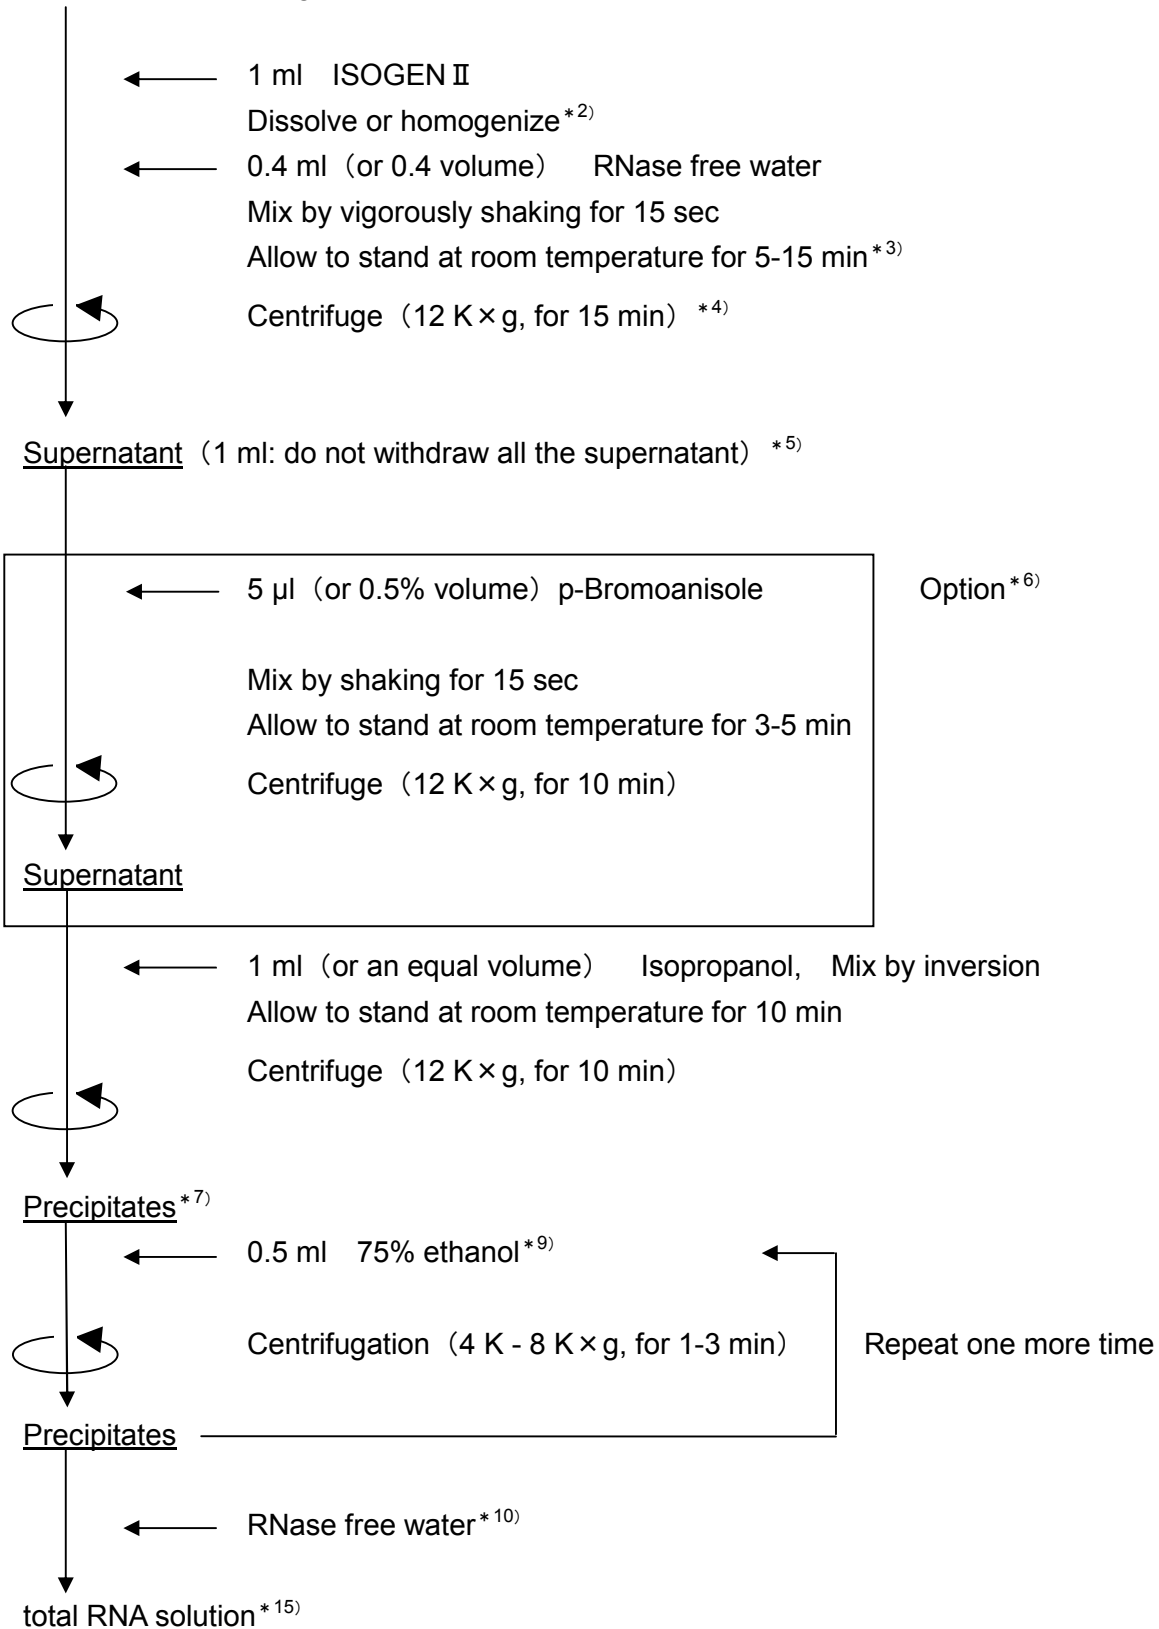 1 ml ISOGEN Ⅱ
Dissolve or homogenize*2)
0.4 ml（or 0.4 volume） RNase free water
Mix by vigorously shaking for 15 sec
Allow to stand at room temperature for 5-15 min*3)
Centrifuge（12 K×g, for 15 min）*4)
Supernatant（1 ml: do not withdraw all the supernatant）*5)
5 µl（or 0.5% volume）p-Bromoanisole Option*6)
Mix by shaking for 15 sec
Allow to stand at room temperature for 3-5 min
Centrifuge（12 K×g, for 10 min）
Supernatant
1 ml（or an equal volume） Isopropanol, Mix by inversion
Allow to stand at room temperature for 10 min
Centrifuge（12 K×g, for 10 min）
Precipitates*7)
0.5 ml 75% ethanol*9)
Centrifugation（4 K - 8 K×g, for 1-3 min） Repeat one more time
Precipitates
RNase free water*10)
total RNA solution*15)